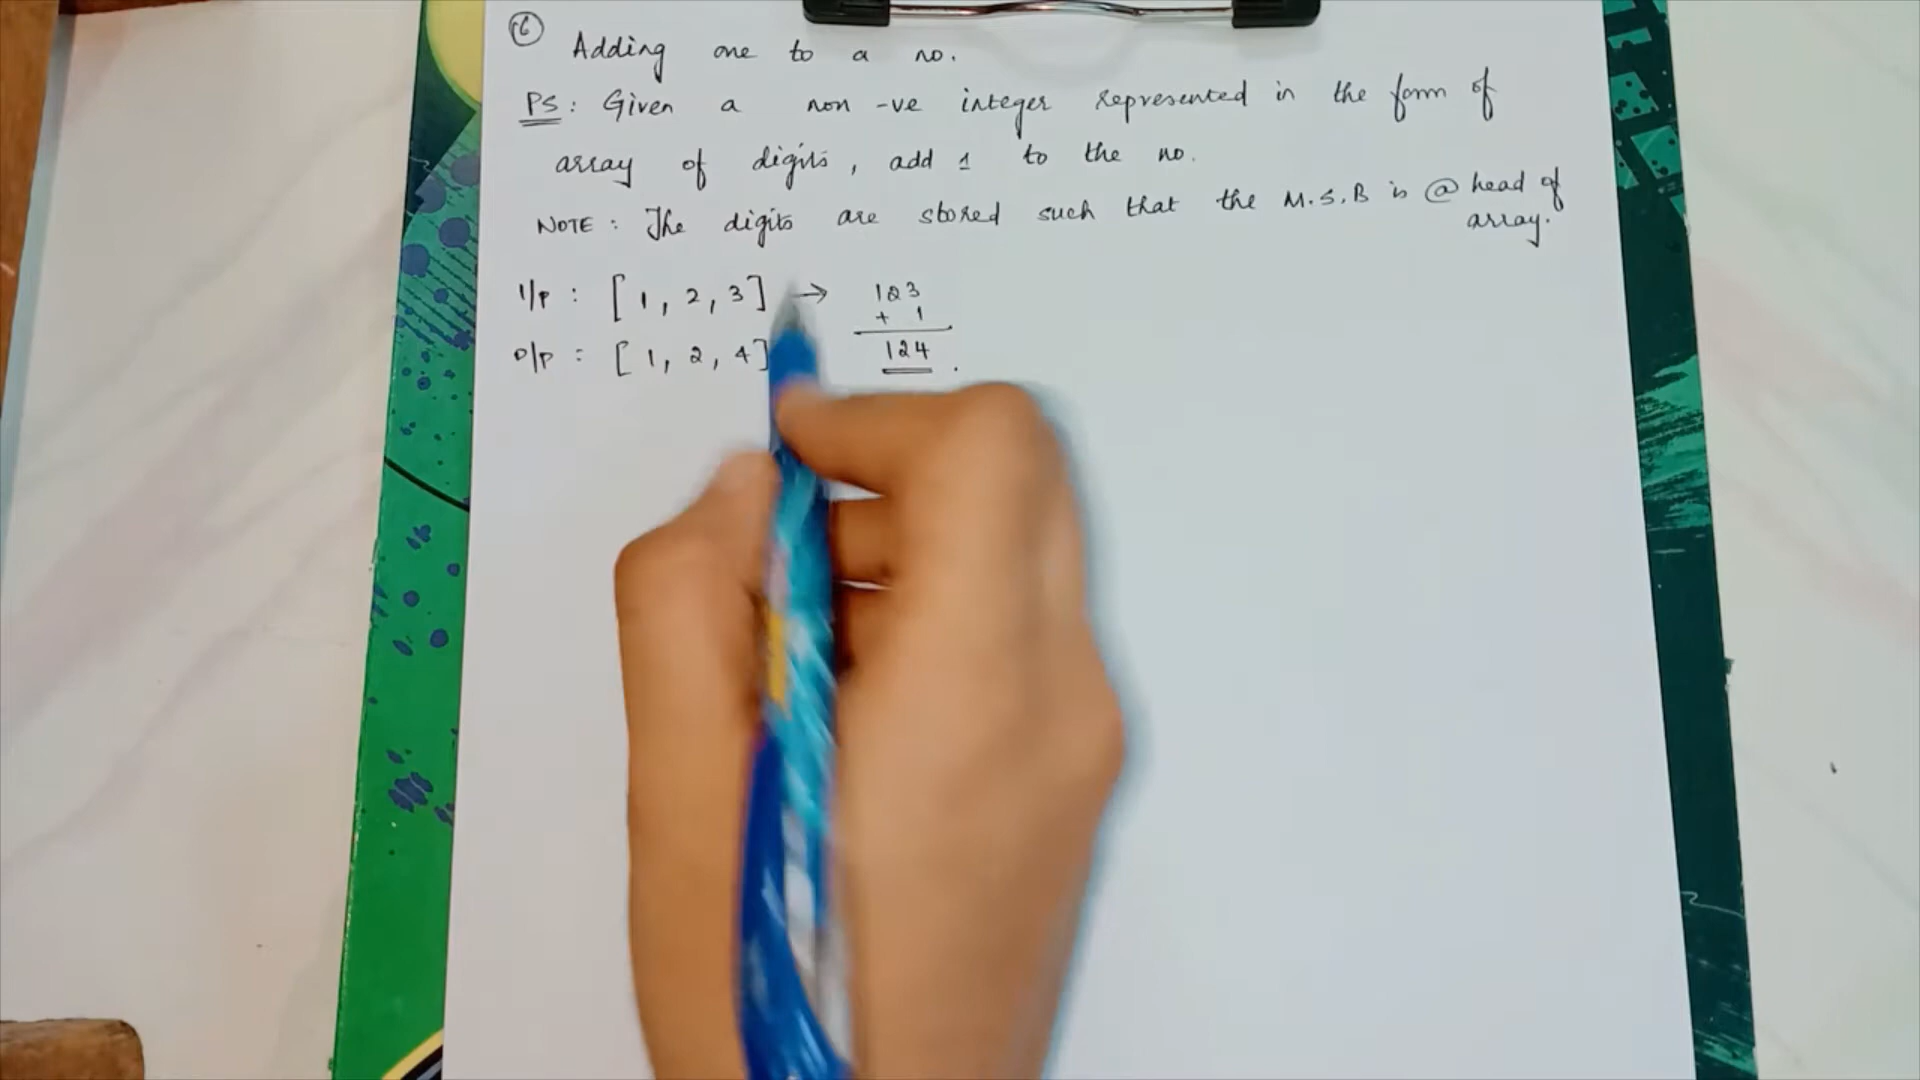 16 Adding one to a no.
PS: Given a non -ve integer represented in the form of
array of digits, add 1 to the no.
NOTE: The digits are stored such that the M.S.B is @ head of
array.
I/P : [1, 2, 3] → 123
+ 1
O/P : [1, 2, 4] 124.